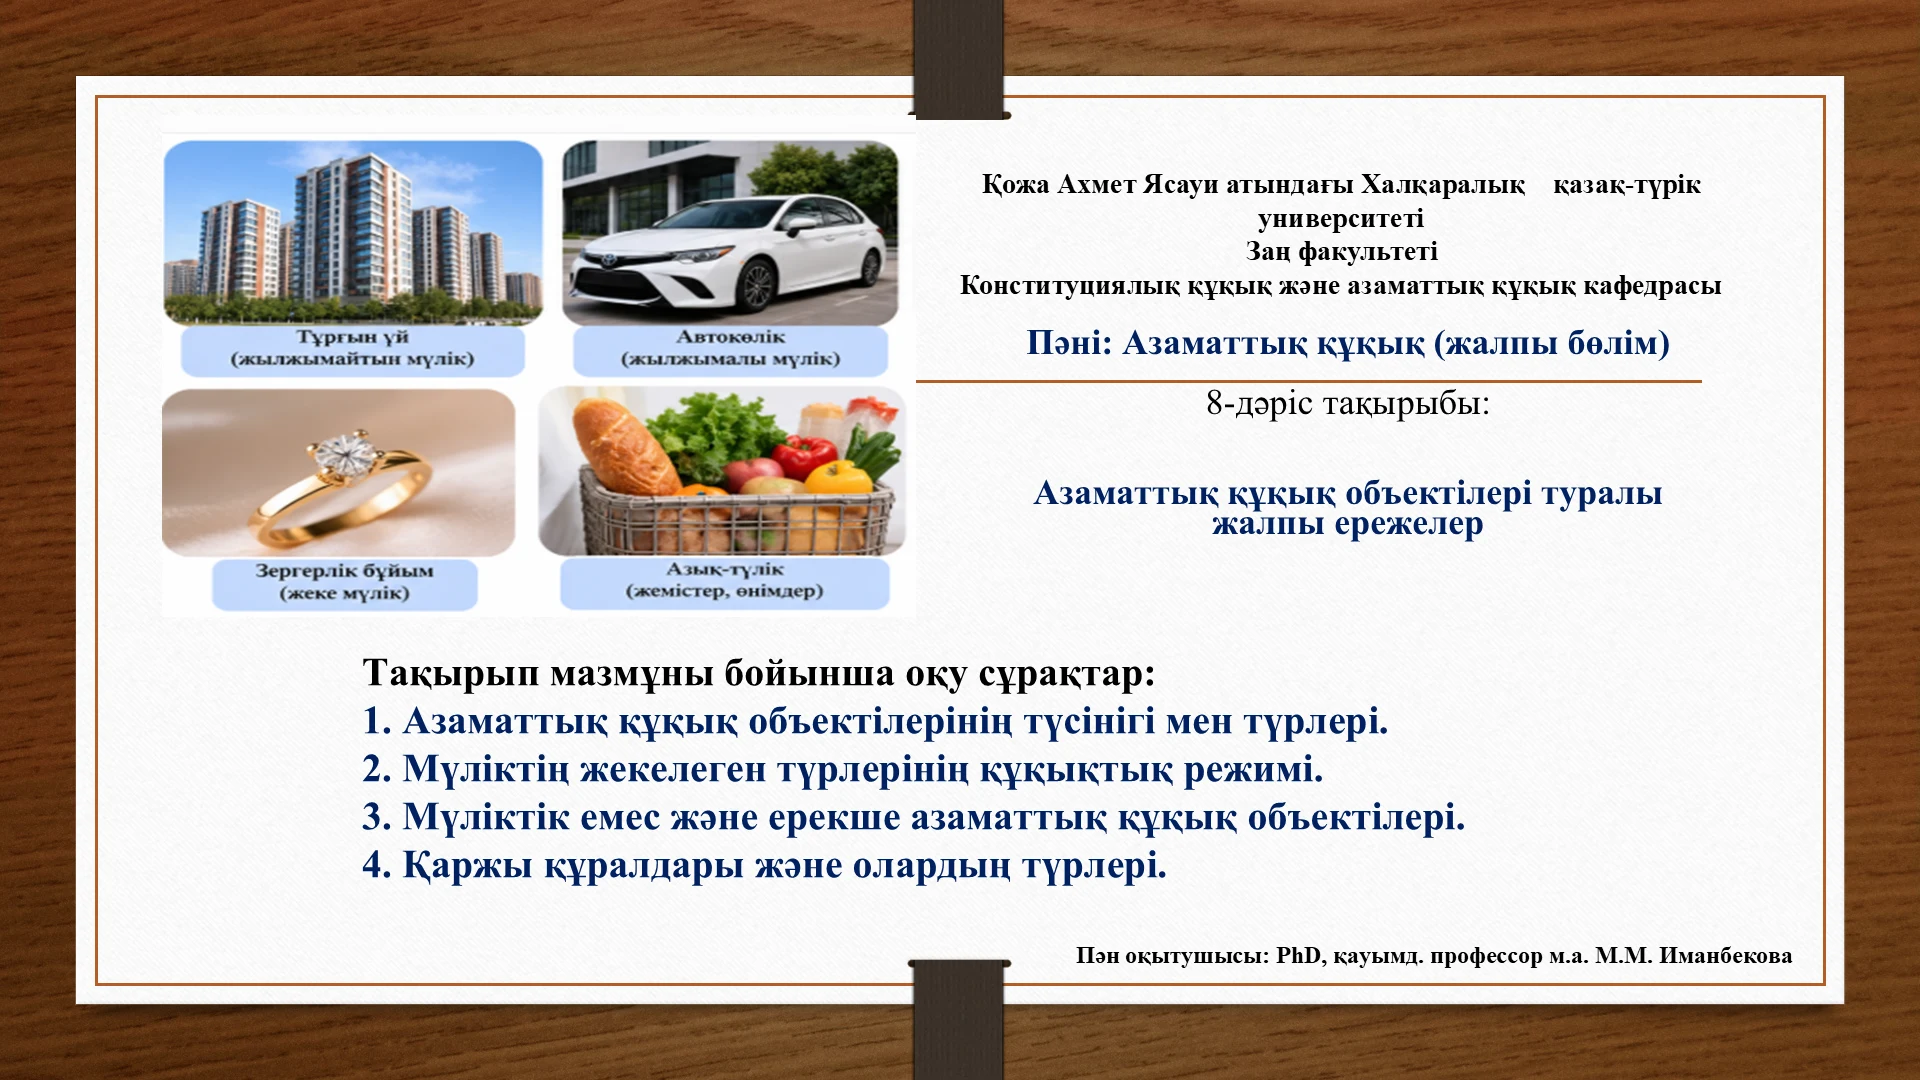 Тұрғын үй
(жылжымайтын мүлік)
Автокөлік
(жылжымалы мүлік)
Зергерлік бұйым
(жеке мүлік)
Азық-түлік
(жемістер, өнімдер)
Қожа Ахмет Ясауи атындағы Халқаралық қазақ-түрік
университеті
Заң факультеті
Конституциялық құқық және азаматтық құқық кафедрасы
Пәні: Азаматтық құқық (жалпы бөлім)
8-дәріс тақырыбы:
Азаматтық құқық объектілері туралы
жалпы ережелер
Тақырып мазмұны бойынша оқу сұрақтар:
1. Азаматтық құқық объектілерінің түсінігі мен түрлері.
2. Мүліктің жекелеген түрлерінің құқықтық режимі.
3. Мүліктік емес және ерекше азаматтық құқық объектілері.
4. Қаржы құралдары және олардың түрлері.
Пән оқытушысы: PhD, қауымд. профессор м.а. М.М. Иманбекова